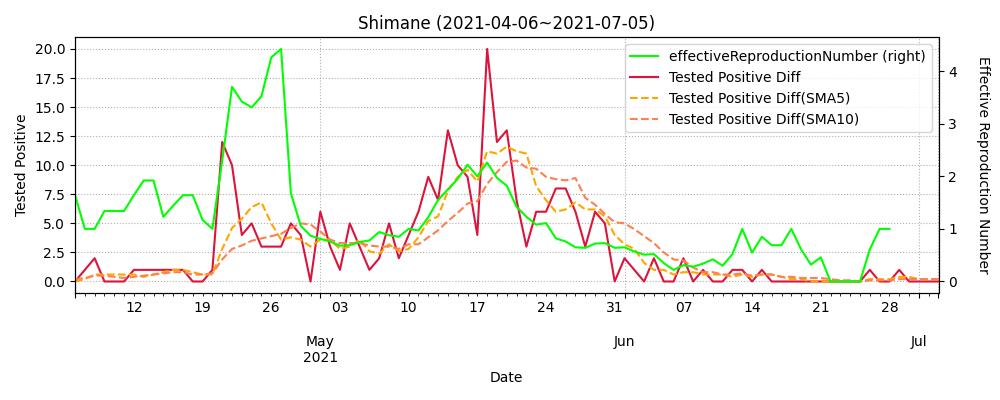 Shimane (2021-04-06~2021-07-05)
effectiveReproductionNumber (right)
Tested Positive Diff
Tested Positive Diff(SMA5)
Tested Positive Diff(SMA10)
Tested Positive
20.0
17.5
15.0
12.5
10.0
7.5
5.0
2.5
0.0
Effective Reproduction Number
4
3
2
1
0
12 19 26 03 10 17 24 31 07 14 21 28
May Jun Jul
2021
Date